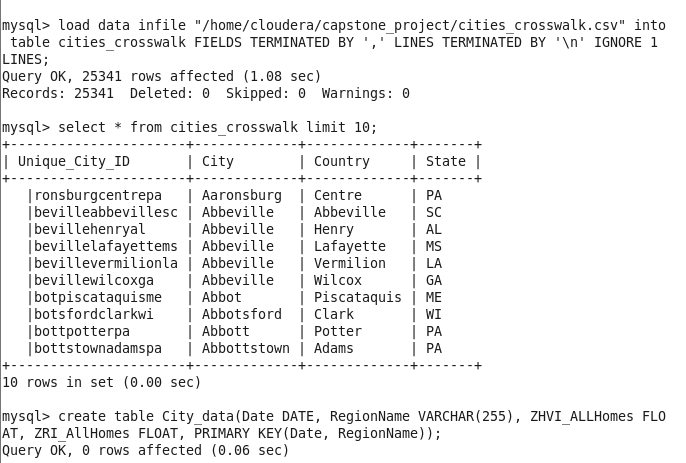 mysql> load data infile "/home/cloudera/capstone_project/cities_crosswalk.csv" into
 table cities_crosswalk FIELDS TERMINATED BY ',' LINES TERMINATED BY '\n' IGNORE 1
LINES;
Query OK, 25341 rows affected (1.08 sec)
Records: 25341  Deleted: 0  Skipped: 0  Warnings: 0

mysql> select * from cities_crosswalk limit 10;
+----------------------+-------------+-------------+-------+
| Unique_City_ID       | City        | Country     | State |
+----------------------+-------------+-------------+-------+
   |ronsburgcentrepa   | Aaronsburg  | Centre      | PA
   |bevilleabbevillesc | Abbeville   | Abbeville   | SC
   |bevillehenryal     | Abbeville   | Henry       | AL
   |bevillelafayettems | Abbeville   | Lafayette   | MS
   |bevillevermilionla | Abbeville   | Vermilion   | LA
   |bevillewilcoxga    | Abbeville   | Wilcox      | GA
   |botpiscataquisme   | Abbot       | Piscataquis | ME
   |botsfordclarkwi    | Abbotsford  | Clark       | WI
   |bottpotterpa       | Abbott      | Potter      | PA
   |bottstownadamspa   | Abbottstown | Adams       | PA
+----------------------+-------------+-------------+-------+
10 rows in set (0.00 sec)

mysql> create table City_data(Date DATE, RegionName VARCHAR(255), ZHVI_ALLHomes FLO
AT, ZRI_AllHomes FLOAT, PRIMARY KEY(Date, RegionName));
Query OK, 0 rows affected (0.06 sec)